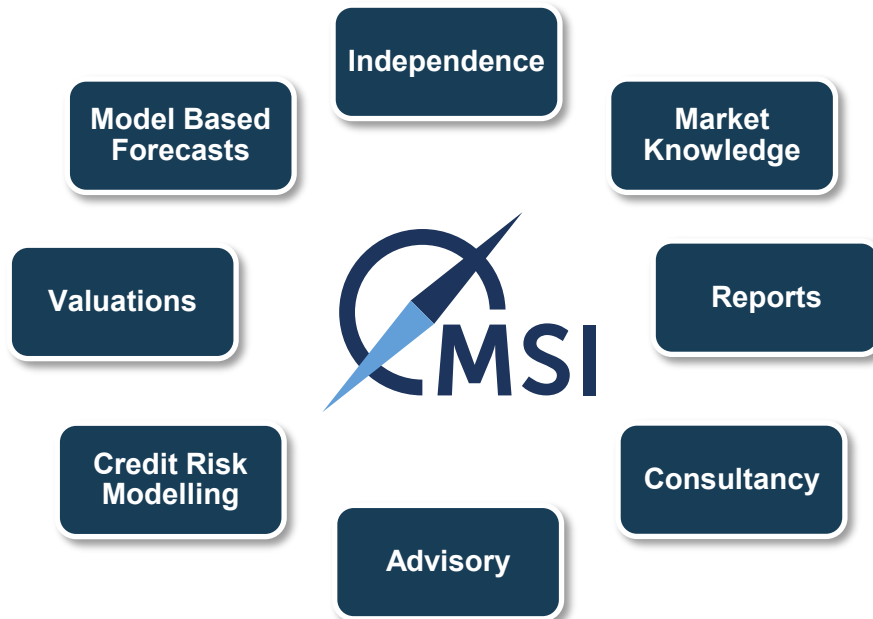 Independence
Model Based
Forecasts
Market
Knowledge
Valuations
MSI
Reports
Credit Risk
Modelling
Consultancy
Advisory